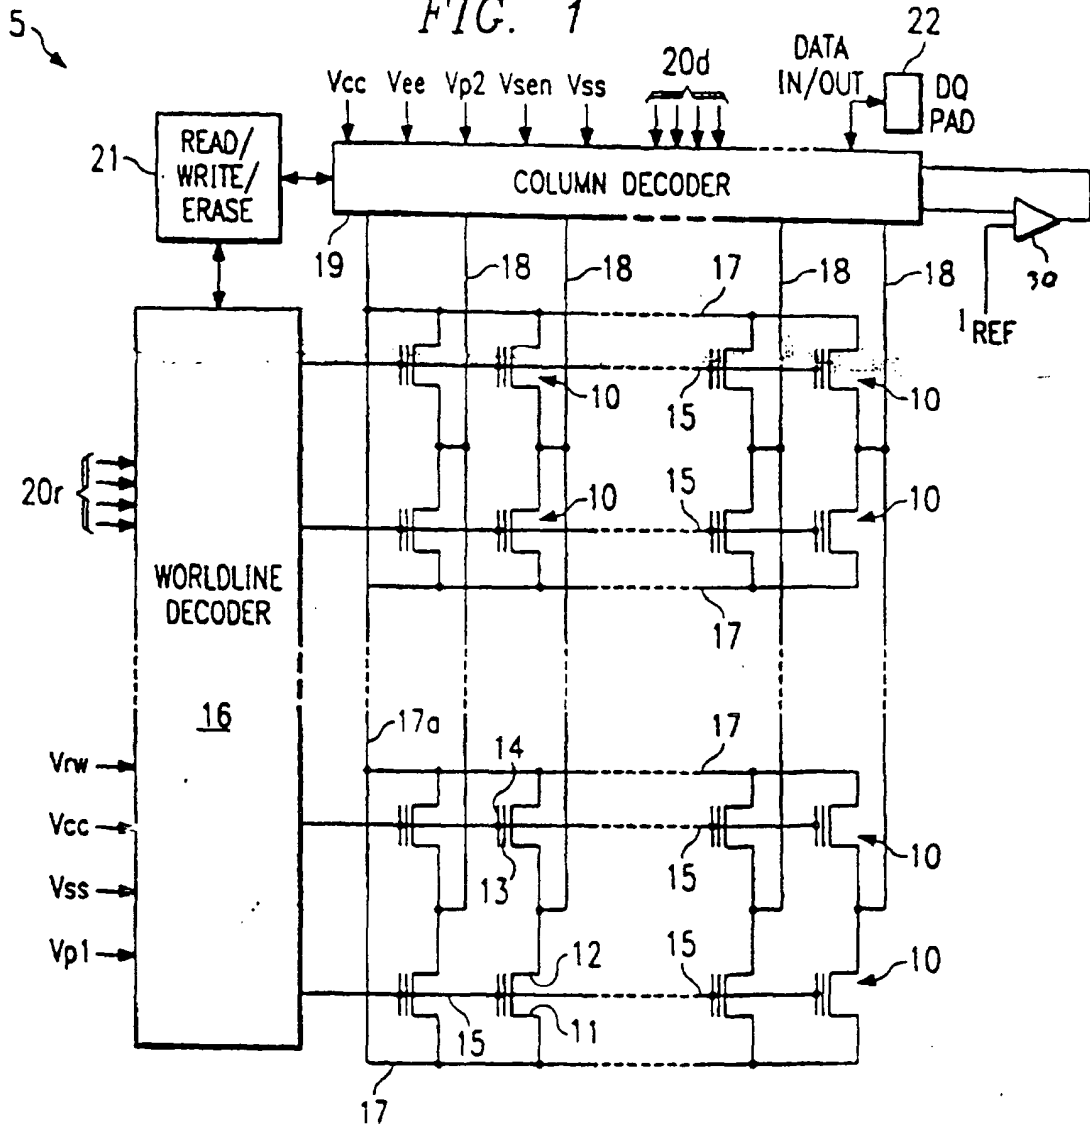 FIG. 1
5
22
DATA IN/OUT
DQ PAD
20d
Vcc Vee Vp2 Vsen Vss
21
READ/
WRITE/
ERASE
COLUMN DECODER
19
30
18 18 17 18 18
I REF
10
15
10
20r
10
15
10
WORLDLINE
DECODER
17
16
17a
17
Vrw
14
Vcc
10
13
15
Vss
Vp1
12
15
10
15
11
17